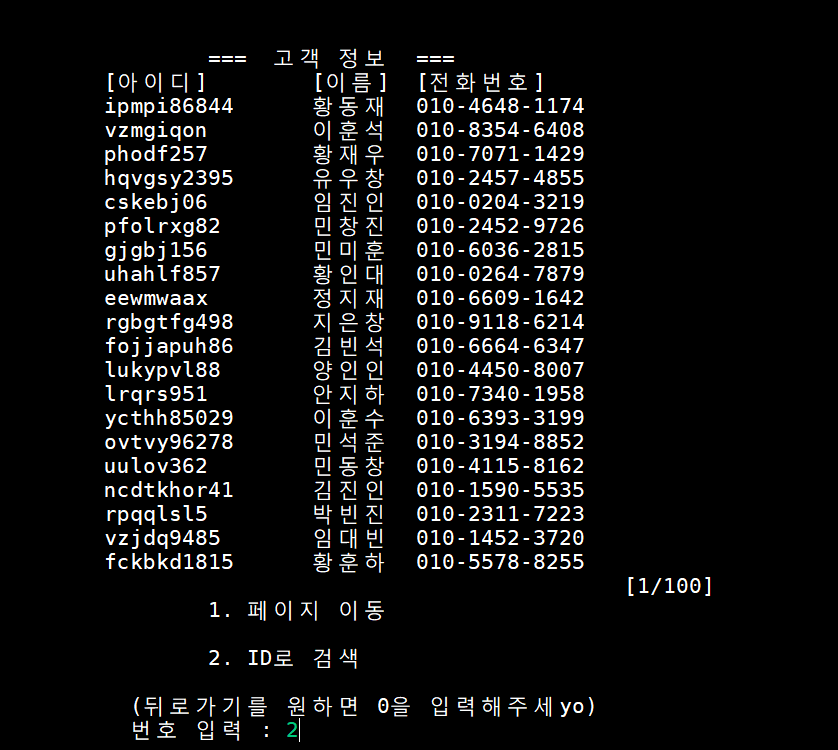 === 고객 정보 ===
[아이디] [이름] [전화번호]
ipmpi86844 황동재 010-4648-1174
vzmgiqon 이훈석 010-8354-6408
phodf257 황재우 010-7071-1429
hqvgsy2395 유우창 010-2457-4855
cskebj06 임진인 010-0204-3219
pfolrxg82 민창진 010-2452-9726
gjgbj156 민미훈 010-6036-2815
uhahlf857 황인대 010-0264-7879
eewmwaax 정지재 010-6609-1642
rgbgtfg498 지은창 010-9118-6214
fojjapuh86 김빈석 010-6664-6347
lukypvl88 양인인 010-4450-8007
lrqrs951 안지하 010-7340-1958
ycthh85029 이훈수 010-6393-3199
ovtvy96278 민석준 010-3194-8852
uulov362 민동창 010-4115-8162
ncdtkhor41 김진인 010-1590-5535
rpqqlsl5 박빈진 010-2311-7223
vzjdq9485 임대빈 010-1452-3720
fckbkd1815 황훈하 010-5578-8255
[1/100]
1. 페이지 이동
2. ID로 검색
(뒤로가기를 원하면 0을 입력해주세yo)
번호 입력 : 2